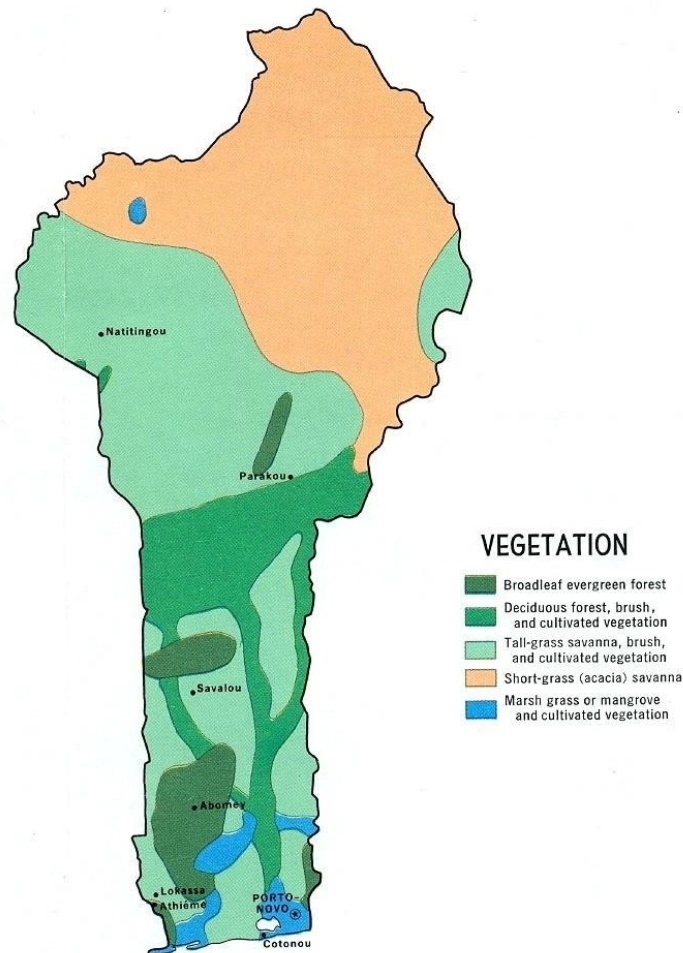 Natitingou
Parakou
VEGETATION
Broadleaf evergreen forest
Deciduous forest, brush,
and cultivated vegetation
Tall-grass savanna, brush,
and cultivated vegetation
Short-grass (acacia) savanna
Marsh grass or mangrove
and cultivated vegetation
Savalou
Abomey
Lokassa
Athiémé
PORTO-
NOVO
Cotonou